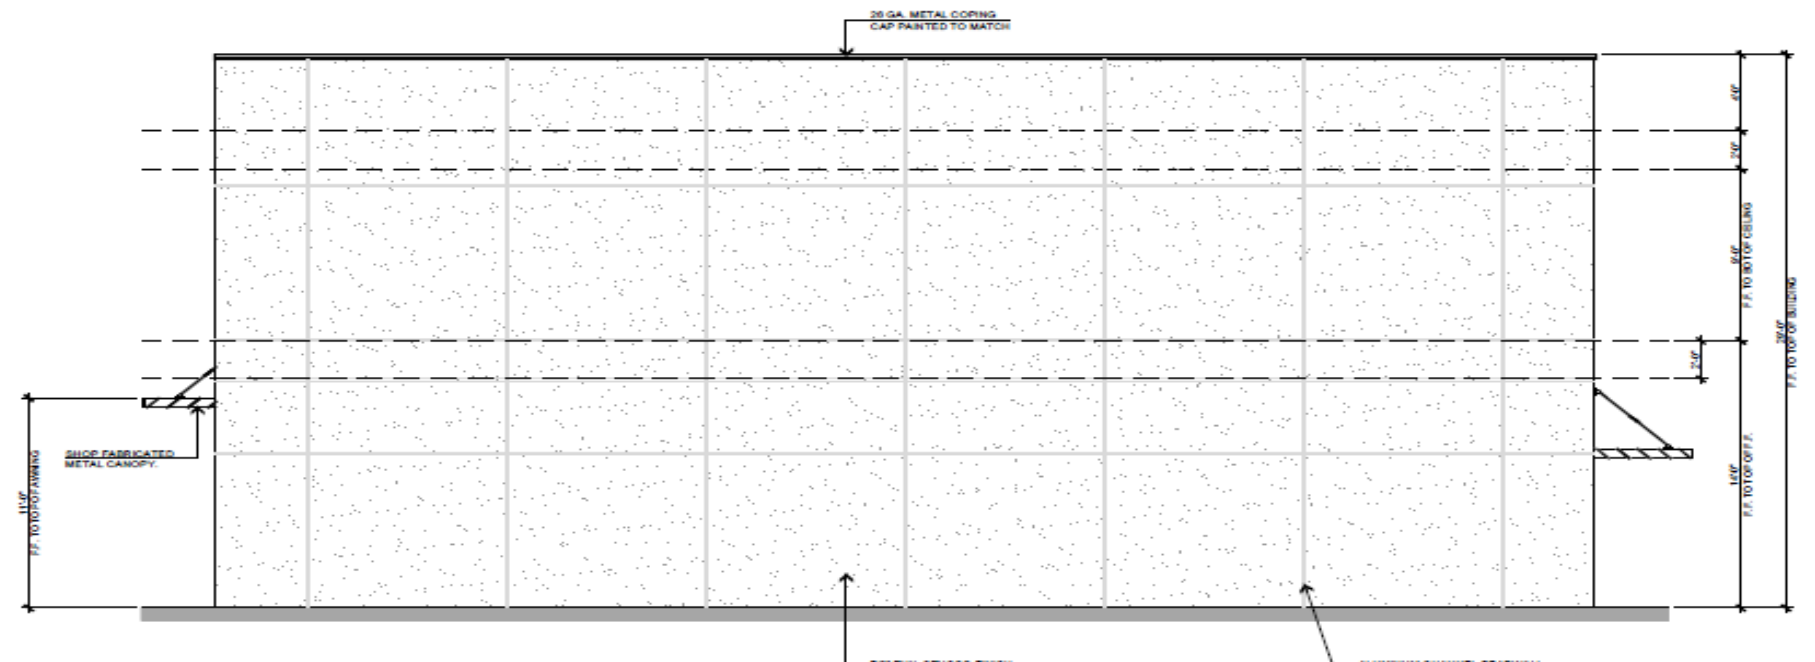 26 GA. METAL COPING
CAP PAINTED TO MATCH
4'-0"
2'-0"
9'-0"
F.F. TO BOT OF CEILING
2'-0"
14'-0"
F.F. TO TOP OF F.F.
29'-0"
F.F. TO TOP OF BUILDING
SHOP FABRICATED
METAL CANOPY.
11'-0"
F.F. TO TOP OF AWNING